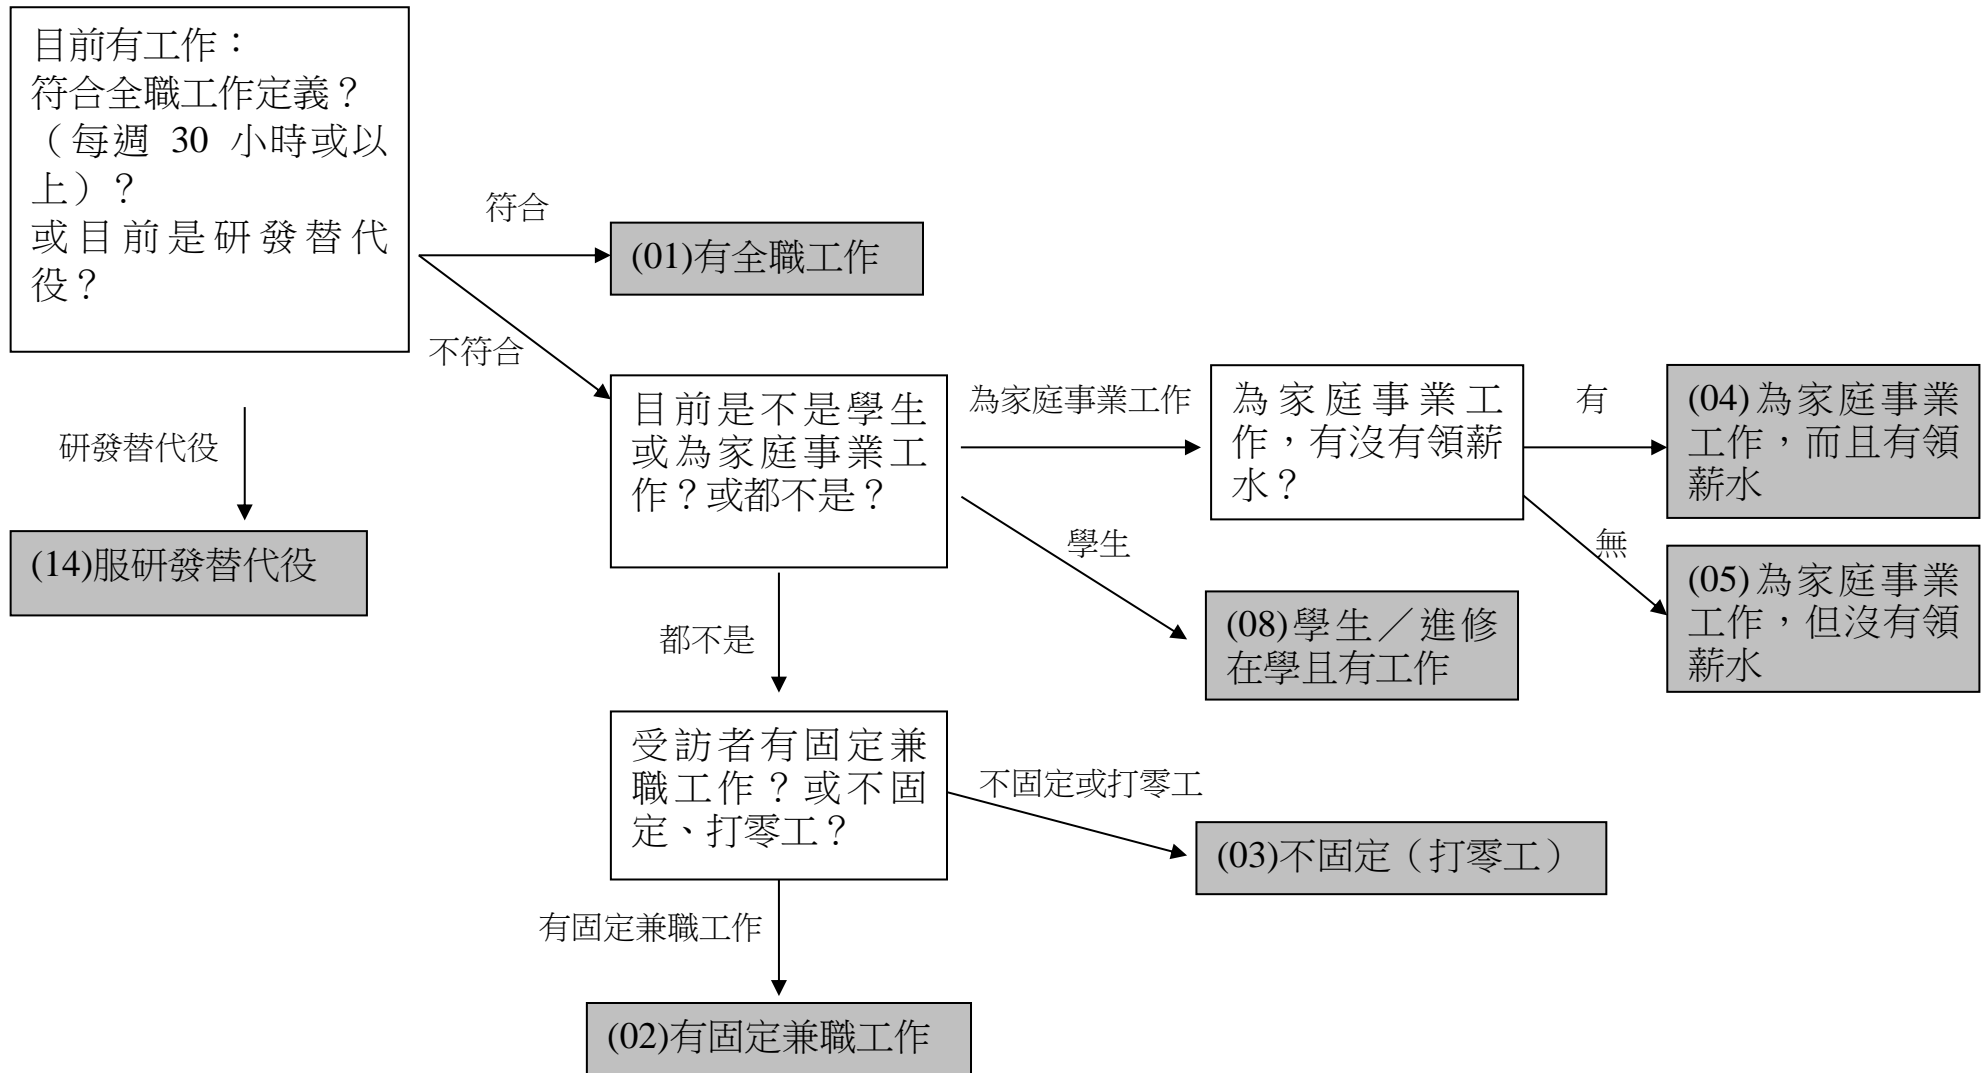 目前有工作：
符合全職工作定義？
（每週 30 小時或以
上）？
或目前是研發替代
役？
符合
(01)有全職工作
不符合
研發替代役
(14)服研發替代役
目前是不是學生
或為家庭事業工
作？或都不是？
為家庭事業工作
為家庭事業工
作，有沒有領薪
水？
有
(04)為家庭事業
工作，而且有領
薪水
無
(05)為家庭事業
工作，但沒有領
薪水
學生
(08)學生／進修
在學且有工作
都不是
受訪者有固定兼
職工作？或不固
定、打零工？
不固定或打零工
(03)不固定（打零工）
有固定兼職工作
(02)有固定兼職工作